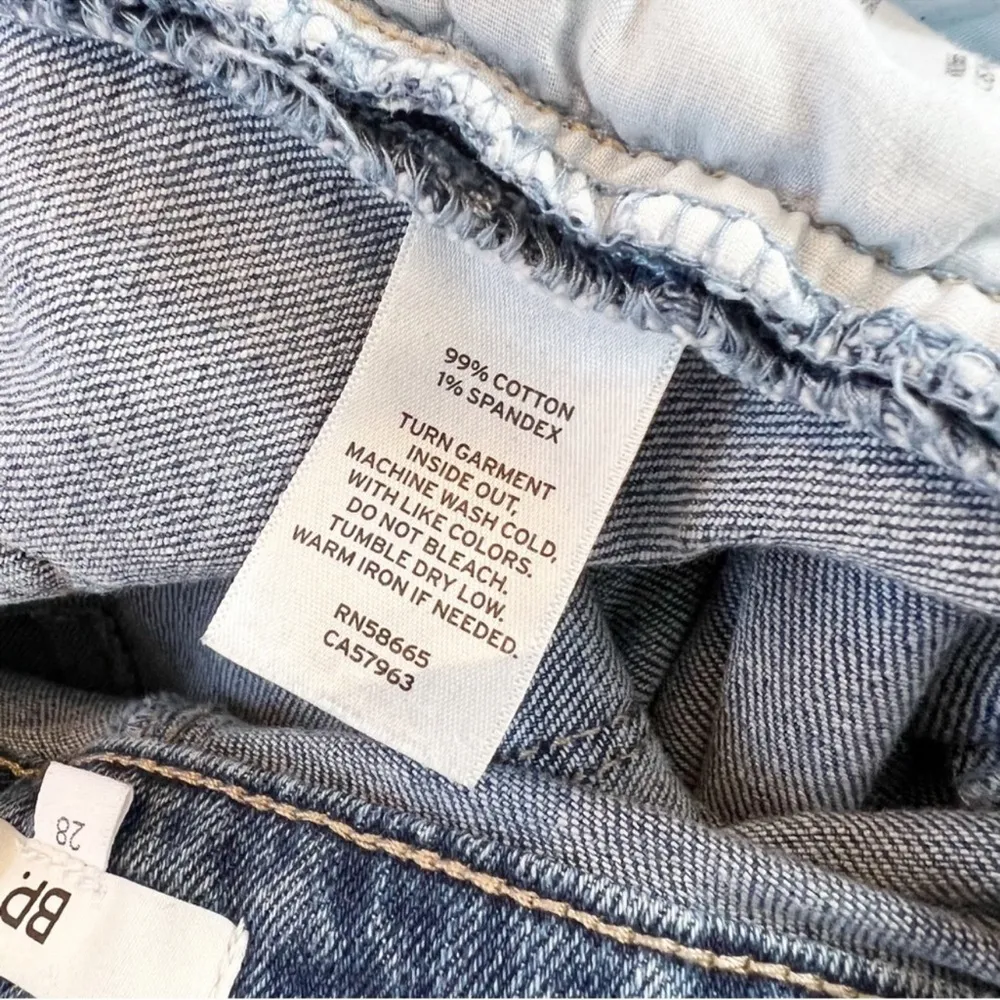 99% COTTON
1% SPANDEX
TURN GARMENT
INSIDE OUT,
MACHINE WASH COLD,
WITH LIKE COLORS.
DO NOT BLEACH.
TUMBLE DRY LOW.
WARM IRON IF NEEDED.
RN58665
CA57963
28
BP.